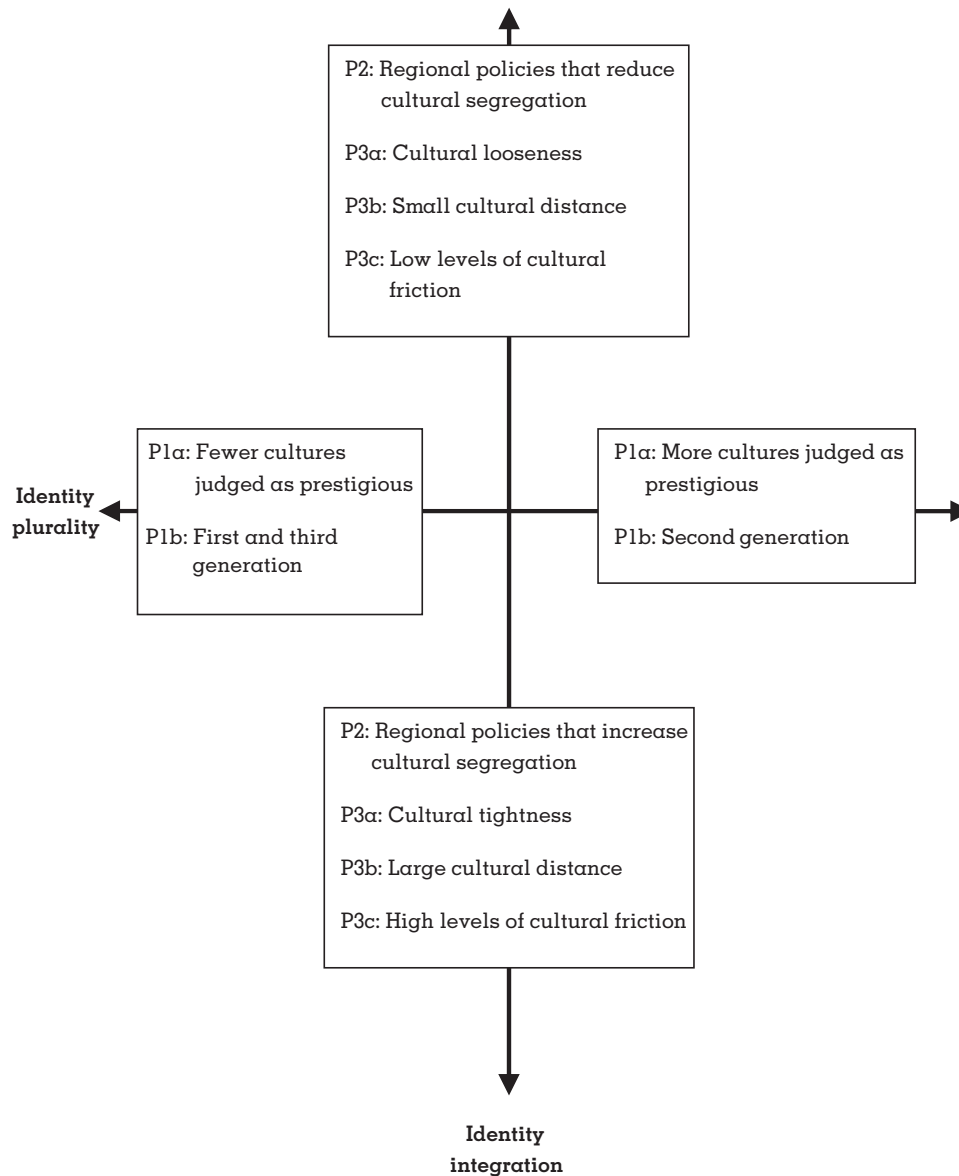 P2: Regional policies that reduce
cultural segregation
P3a: Cultural looseness
P3b: Small cultural distance
P3c: Low levels of cultural
friction
P1a: Fewer cultures
judged as prestigious
P1b: First and third
generation
Identity
plurality
P1a: More cultures judged as
prestigious
P1b: Second generation
P2: Regional policies that increase
cultural segregation
P3a: Cultural tightness
P3b: Large cultural distance
P3c: High levels of cultural friction
Identity
integration